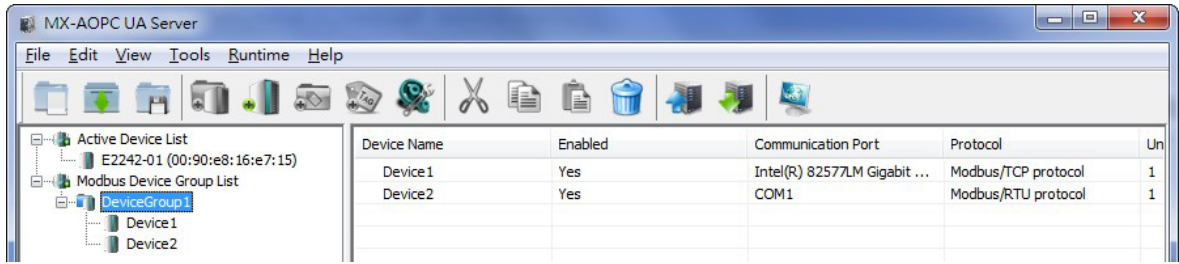 MX-AOPC UA Server
File Edit View Tools Runtime Help
Active Device List
E2242-01 (00:90:e8:16:e7:15)
Modbus Device Group List
DeviceGroup1
Device1
Device2
Device Name Enabled Communication Port Protocol Un
Device1 Yes Intel(R) 82577LM Gigabit ... Modbus/TCP protocol 1
Device2 Yes COM1 Modbus/RTU protocol 1